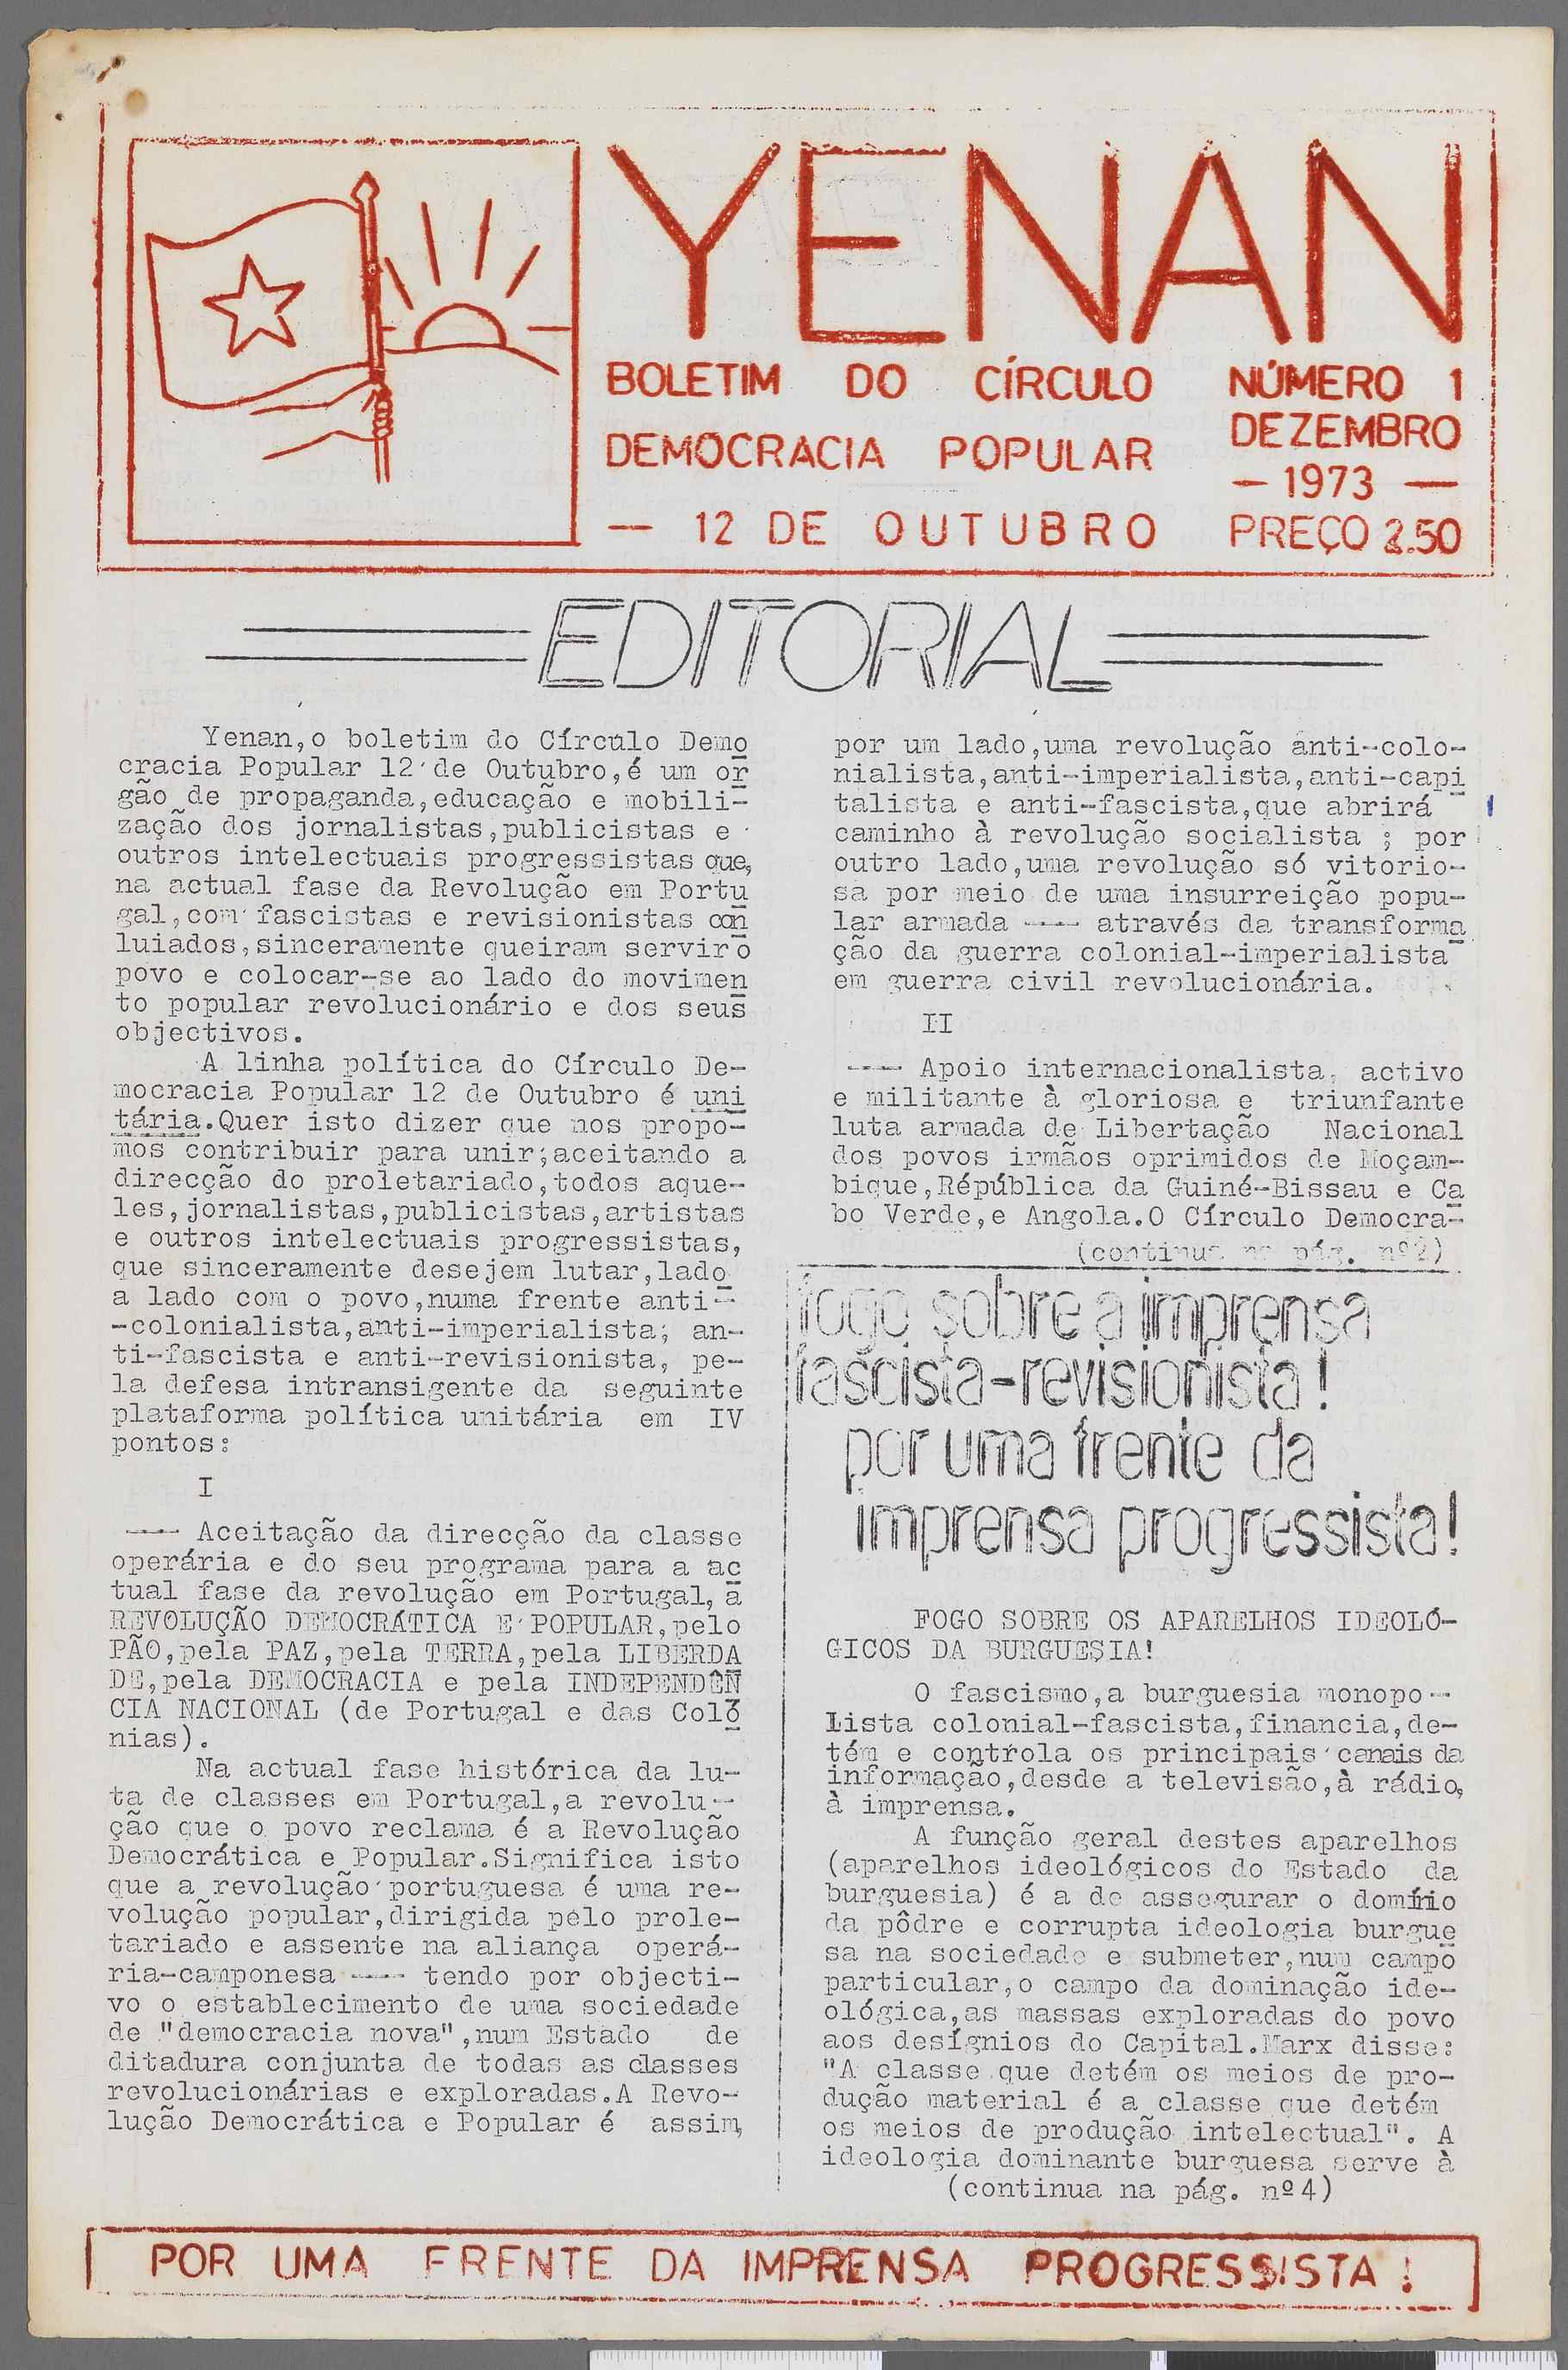 YENAN
BOLETIM DO CÍRCULO
DEMOCRACIA POPULAR
— 12 DE OUTUBRO
NÚMERO 1
DEZEMBRO
— 1973 —
PREÇO 2.50
EDITORIAL
Yenan,o boletim do Círculo Demo
cracia Popular 12 de Outubro,é um or
gão de propaganda,educação e mobili-
zação dos jornalistas,publicistas e
outros intelectuais progressistas que,
na actual fase da Revolução em Portu
gal,com fascistas e revisionistas con
luiados,sinceramente queiram servir o
povo e colocar-se ao lado do movimen
to popular revolucionário e dos seus
objectivos.
A linha política do Círculo De-
mocracia Popular 12 de Outubro é uni
tária.Quer isto dizer que nos propo-
mos contribuir para unir;aceitando a
direcção do proletariado,todos aque-
les,jornalistas,publicistas,artistas
e outros intelectuais progressistas,
que sinceramente desejem lutar,lado
a lado com o povo,numa frente anti-
-colonialista,anti-imperialista; an-
ti-fascista e anti-revisionista, pe-
la defesa intransigente da seguinte
plataforma política unitária em IV
pontos:
I
--- Aceitação da direcção da classe
operária e do seu programa para a ac
tual fase da revolução em Portugal, a
REVOLUÇÃO DEMOCRÁTICA E POPULAR,pelo
PÃO,pela PAZ,pela TERRA,pela LIBERDA
DE,pela DEMOCRACIA e pela INDEPENDÊN
CIA NACIONAL (de Portugal e das Coló
nias).
Na actual fase histórica da lu-
ta de classes em Portugal,a revolu-
ção que o povo reclama é a Revolução
Democrática e Popular.Significa isto
que a revolução portuguesa é uma re-
volução popular,dirigida pelo prole-
tariado e assente na aliança operá-
ria-camponesa --- tendo por objecti-
vo o establecimento de uma sociedade
de "democracia nova",num Estado de
ditadura conjunta de todas as classes
revolucionárias e exploradas.A Revo-
lução Democrática e Popular é assim,
por um lado,uma revolução anti-colo-
nialista,anti-imperialista,anti-capi
talista e anti-fascista,que abrirá
caminho à revolução socialista ; por
outro lado,uma revolução só vitorio-
sa por meio de uma insurreição popu-
lar armada --- através da transforma
ção da guerra colonial-imperialista
em guerra civil revolucionária.
II
--- Apoio internacionalista, activo
e militante à gloriosa e triunfante
luta armada de Libertação Nacional
dos povos irmãos oprimidos de Moçam-
bique,Répública da Guiné-Bissau e Ca
bo Verde,e Angola.O Círculo Democra-
(continua na pág. nº2)
fogo sobre a imprensa
fascista-revisionista!
por uma frente da
imprensa progressista!
FOGO SOBRE OS APARELHOS IDEOLÓ-
GICOS DA BURGUESIA!
O fascismo,a burguesia monopo-
lista colonial-fascista,financia,de-
tém e controla os principais canais da
informação,desde a televisão,à rádio,
à imprensa.
A função geral destes aparelhos
(aparelhos ideológicos do Estado da
burguesia) é a de assegurar o domínio
da pôdre e corrupta ideologia burgue
sa na sociedade e submeter,num campo
particular,o campo da dominação ide-
ológica,as massas exploradas do povo
aos desígnios do Capital.Marx disse:
"A classe que detém os meios de pro-
dução material é a classe que detém
os meios de produção intelectual". A
ideologia dominante burguesa serve à
(continua na pág. nº4)
POR UMA FRENTE DA IMPRENSA PROGRESSISTA!